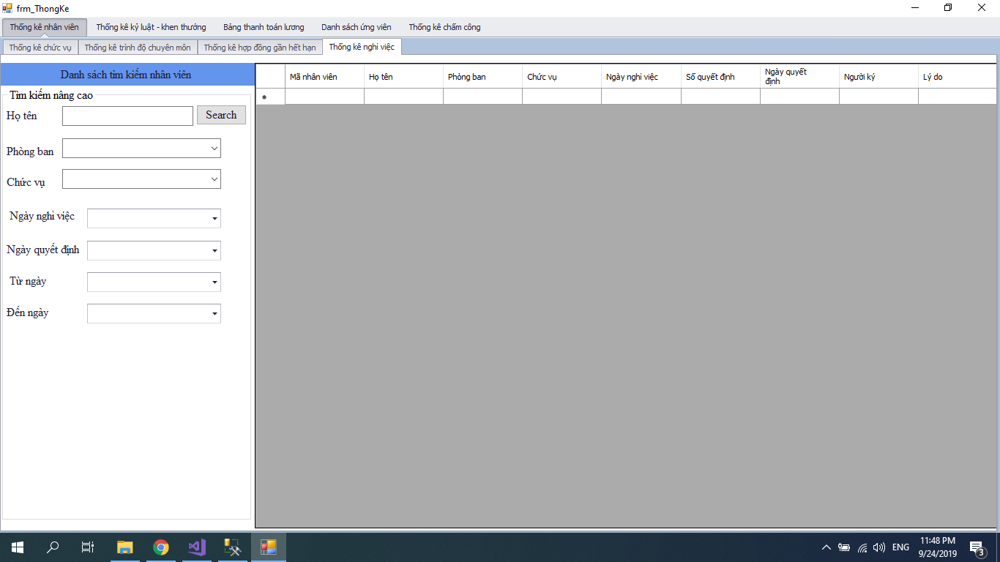 frm_ThongKe
Thống kê nhân viên Thống kê kỷ luật - khen thưởng Bảng thanh toán lương Danh sách ứng viên Thống kê chấm công
Thống kê chức vụ Thống kê trình độ chuyên môn Thống kê hợp đồng gần hết hạn Thống kê nghỉ việc
Danh sách tìm kiếm nhân viên
Tìm kiếm nâng cao
Họ tên Search
Phòng ban
Chức vụ
Ngày nghỉ việc
Ngày quyết định
Từ ngày
Đến ngày
Mã nhân viên Họ tên Phòng ban Chức vụ Ngày nghỉ việc Số quyết định Ngày quyết định Người ký Lý do
ENG
11:48 PM
9/24/2019
3